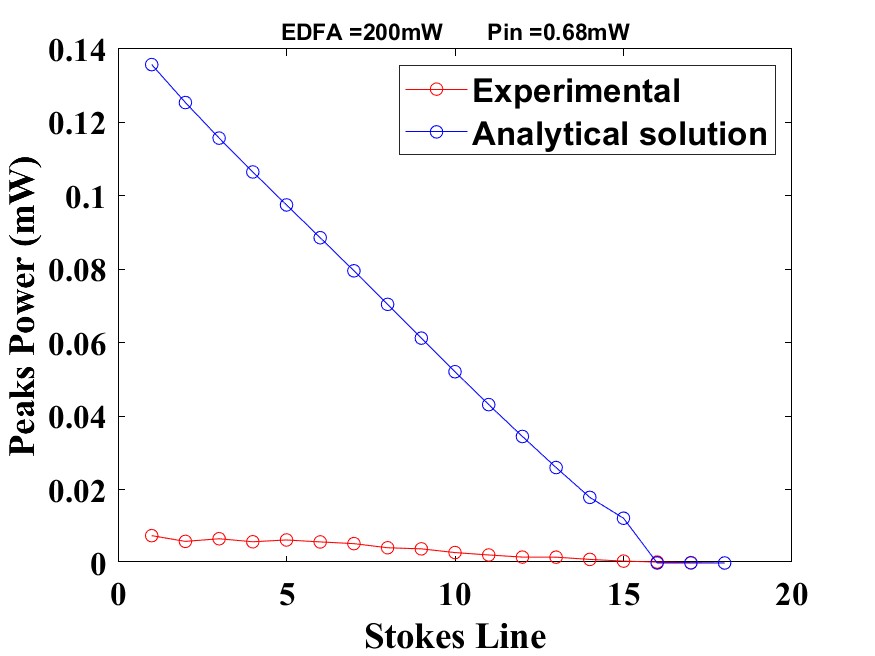 EDFA =200mW Pin =0.68mW
Experimental
Analytical solution
Peaks Power (mW)
0.14
0.12
0.1
0.08
0.06
0.04
0.02
0
0 5 10 15 20
Stokes Line